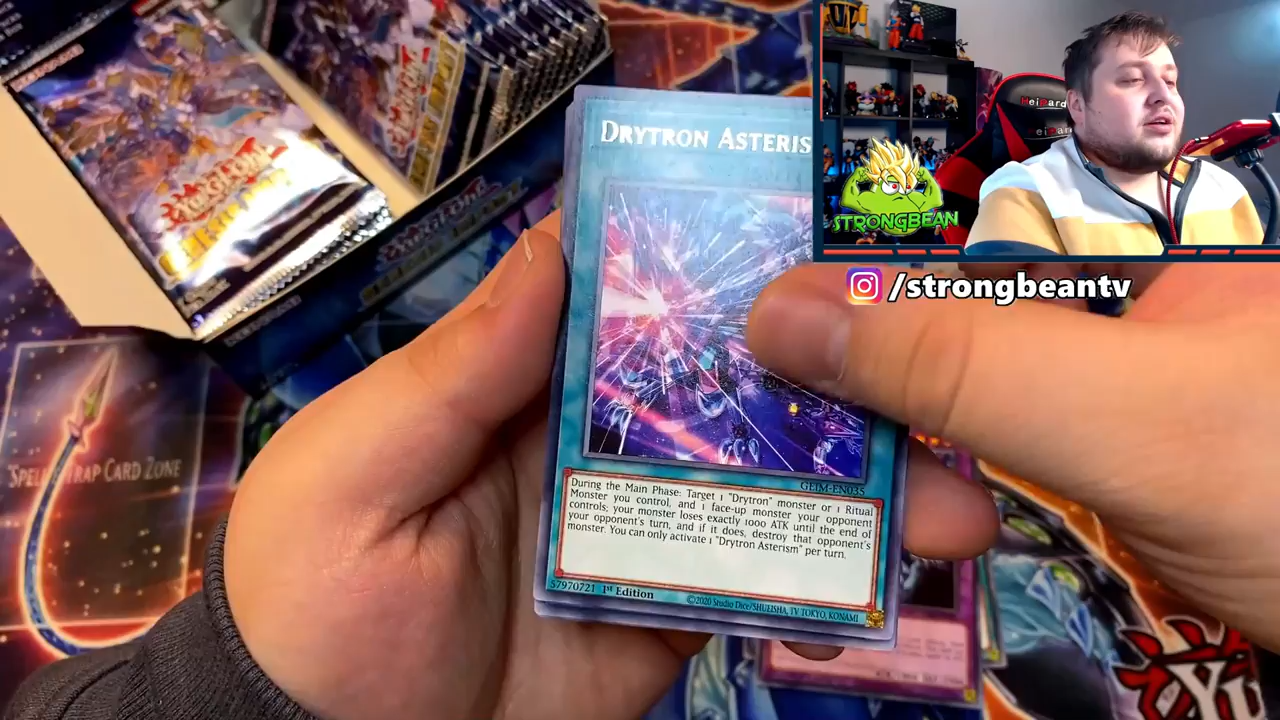 DRYTRON ASTERIS
HeiPard
STRONGBEAN
/strongbeantv
SPELL & TRAP CARD ZONE
GEIM-EN035
During the Main Phase: Target 1 "Drytron" monster or 1 Ritual
Monster you control, and 1 face-up monster your opponent
controls; your monster loses exactly 1000 ATK until the end of
your opponent's turn, and if it does, destroy that opponent's
monster. You can only activate 1 "Drytron Asterism" per turn.
57970721 1st Edition
©2020 Studio Dice/SHUEISHA, TV TOKYO, KONAMI